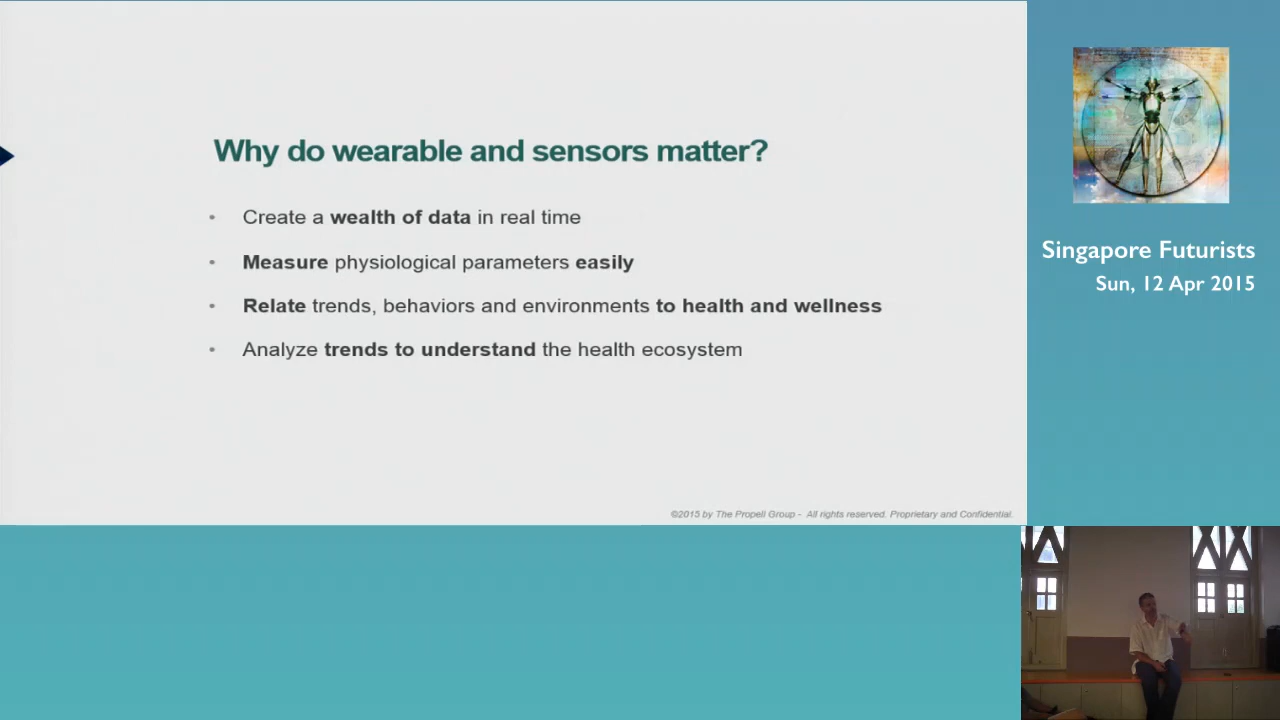 Why do wearable and sensors matter?
• Create a wealth of data in real time
• Measure physiological parameters easily
• Relate trends, behaviors and environments to health and wellness
• Analyze trends to understand the health ecosystem
©2015 by The Propell Group - All rights reserved. Proprietary and Confidential.
Singapore Futurists
Sun, 12 Apr 2015